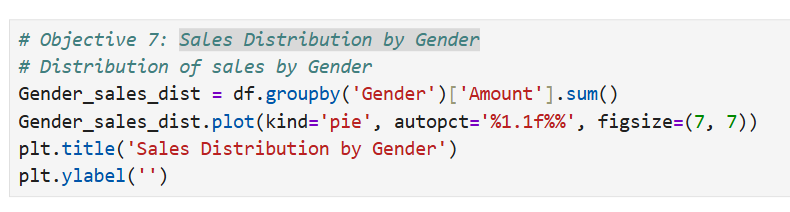 # Objective 7: Sales Distribution by Gender
# Distribution of sales by Gender
Gender_sales_dist = df.groupby('Gender')['Amount'].sum()
Gender_sales_dist.plot(kind='pie', autopct='%1.1f%%', figsize=(7, 7))
plt.title('Sales Distribution by Gender')
plt.ylabel('')